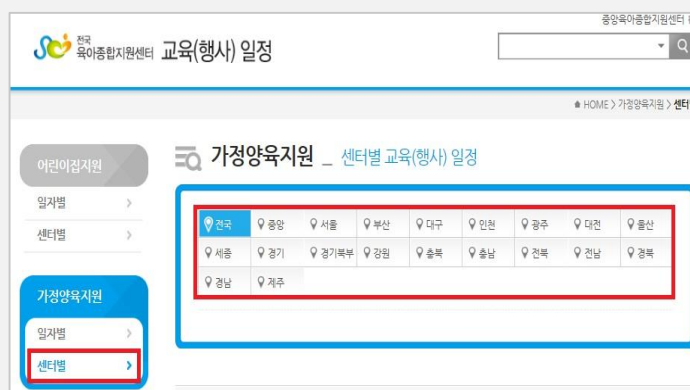 중앙육아종합지원센터
전국
육아종합지원센터 교육(행사) 일정
HOME > 가정양육지원 > 센터
어린이집지원
일자별
센터별
가정양육지원
일자별
센터별
가정양육지원 _ 센터별 교육(행사) 일정
전국 중앙 서울 부산 대구 인천 광주 대전 울산
세종 경기 경기북부 강원 충북 충남 전북 전남 경북
경남 제주